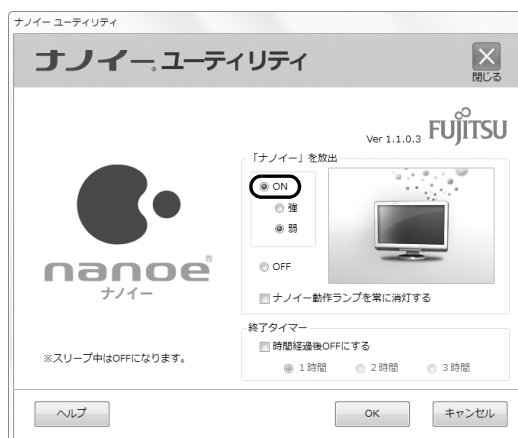 ナノイー ユーティリティ
ナノイー® ユーティリティ
閉じる
Ver 1.1.0.3 FUJITSU
「ナノイー」を放出
ON
強
弱
OFF
ナノイー動作ランプを常に消灯する
nanoe®
ナノイー
※スリープ中はOFFになります。
終了タイマー
時間経過後OFFにする
1時間 2時間 3時間
ヘルプ OK キャンセル